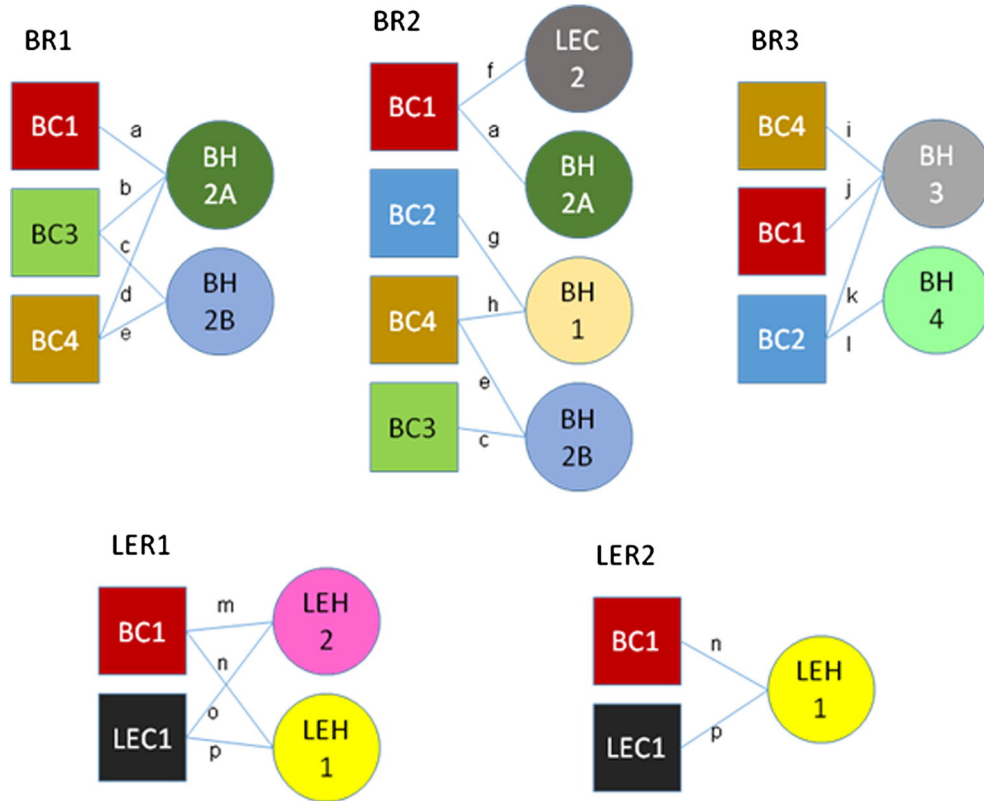 BR1
BC1
BC3
BC4
a
b
c
d
e
BH
2A
BH
2B
BR2
BC1
BC2
BC4
BC3
f
a
g
h
e
c
LEC
2
BH
2A
BH
1
BH
2B
BR3
BC4
BC1
BC2
i
j
k
l
BH
3
BH
4
LER1
BC1
LEC1
m
n
o
p
LEH
2
LEH
1
LER2
BC1
LEC1
n
p
LEH
1